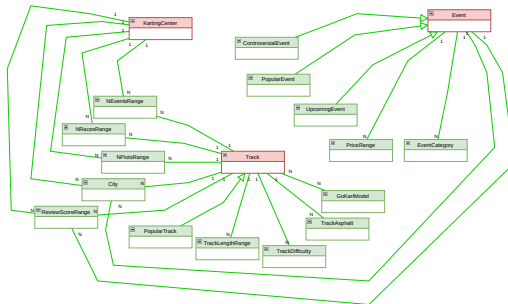 KartingCenter
Event
ControversialEvent
PopularEvent
NEventsRange
UpcomingEvent
NRacesRange
PriceRange
EventCategory
NPilotsRange
Track
City
GoKartModel
ReviewScoreRange
PopularTrack
TrackAsphalt
TrackLengthRange
TrackDifficulty